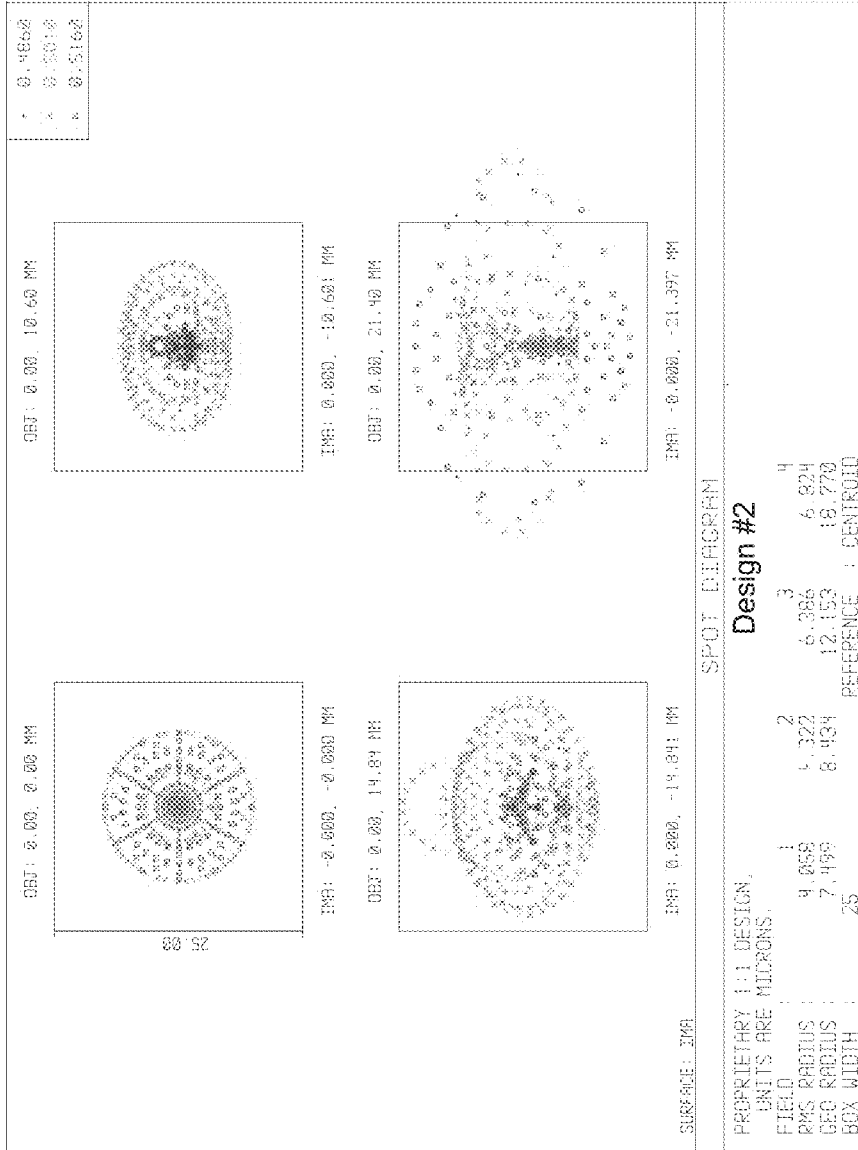 + 0.4860
× 0.5010
¤ 0.5160
OBJ: 0.00, 0.00 MM
OBJ: 0.00, 10.60 MM
25.00
IMA: -0.000, -0.000 MM
IMA: 0.000, -10.601 MM
OBJ: 0.00, 14.84 MM
OBJ: 0.00, 21.40 MM
IMA: 0.000, -14.841 MM
IMA: -0.000, -21.397 MM
SURFACE: IMA
SPOT DIAGRAM
Design #2
PROPRIETARY 1:1 DESIGN.
UNITS ARE MICRONS.
FIELD : 1 2 3 4
RMS RADIUS : 4.068 4.322 6.386 6.924
GEO RADIUS : 7.499 8.434 12.153 18.770
BOX WIDTH : 25 REFERENCE : CENTROID